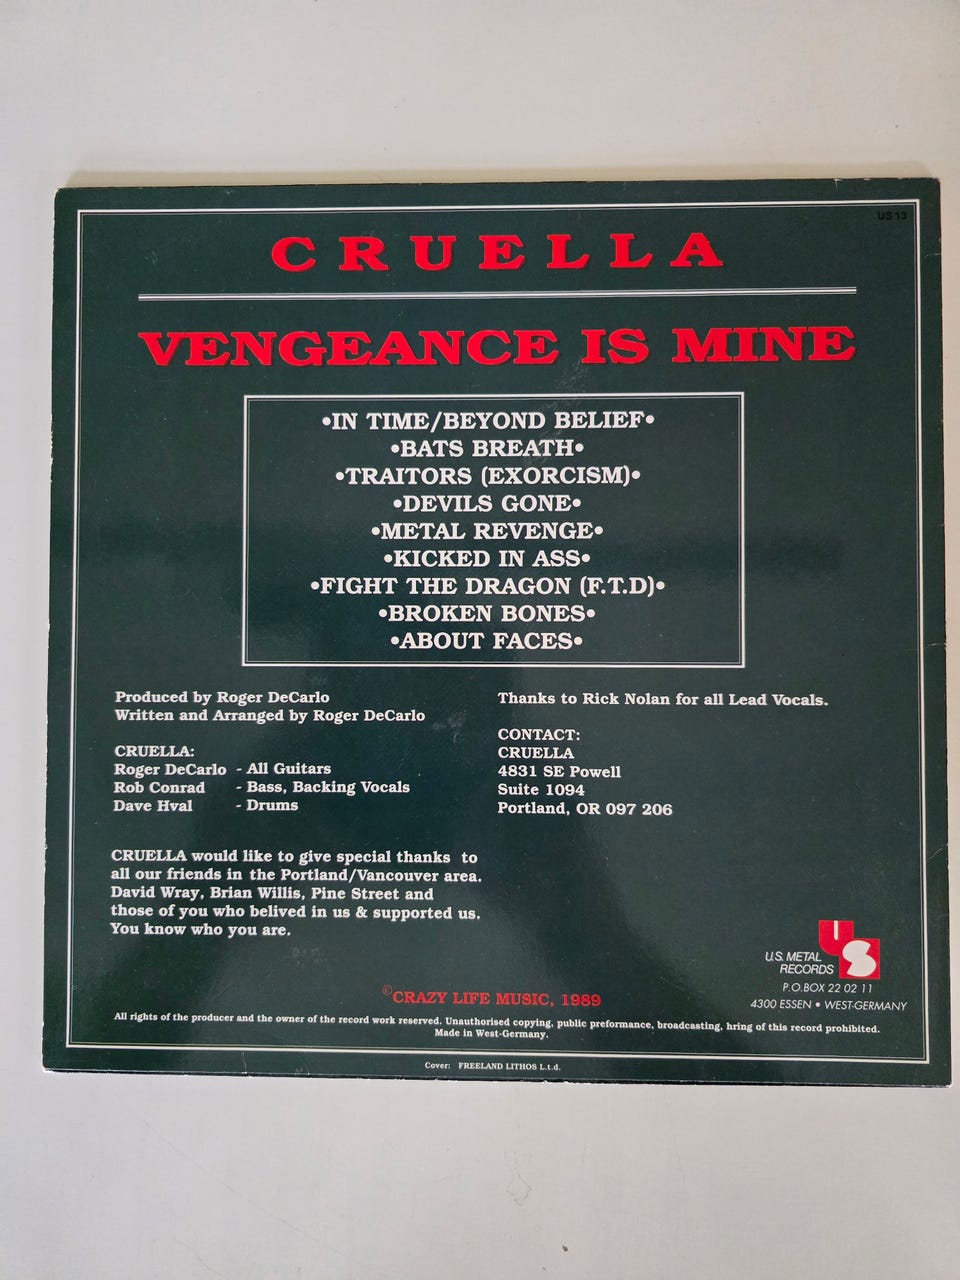 US 13
CRUELLA
VENGEANCE IS MINE
•IN TIME/BEYOND BELIEF•
•BATS BREATH•
•TRAITORS (EXORCISM)•
•DEVILS GONE•
•METAL REVENGE•
•KICKED IN ASS•
•FIGHT THE DRAGON (F.T.D)•
•BROKEN BONES•
•ABOUT FACES•
Produced by Roger DeCarlo
Written and Arranged by Roger DeCarlo
CRUELLA:
Roger DeCarlo - All Guitars
Rob Conrad - Bass, Backing Vocals
Dave Hval - Drums
Thanks to Rick Nolan for all Lead Vocals.
CONTACT:
CRUELLA
4831 SE Powell
Suite 1094
Portland, OR 097 206
CRUELLA would like to give special thanks to
all our friends in the Portland/Vancouver area.
David Wray, Brian Willis, Pine Street and
those of you who belived in us & supported us.
You know who you are.
US
U.S. METAL
RECORDS
P.O.BOX 22 02 11
4300 ESSEN • WEST-GERMANY
©CRAZY LIFE MUSIC, 1989
All rights of the producer and the owner of the record work reserved. Unauthorised copying, public preformance, broadcasting, hring of this record prohibited.
Made in West-Germany.
Cover: FREELAND LITHOS L.t.d.